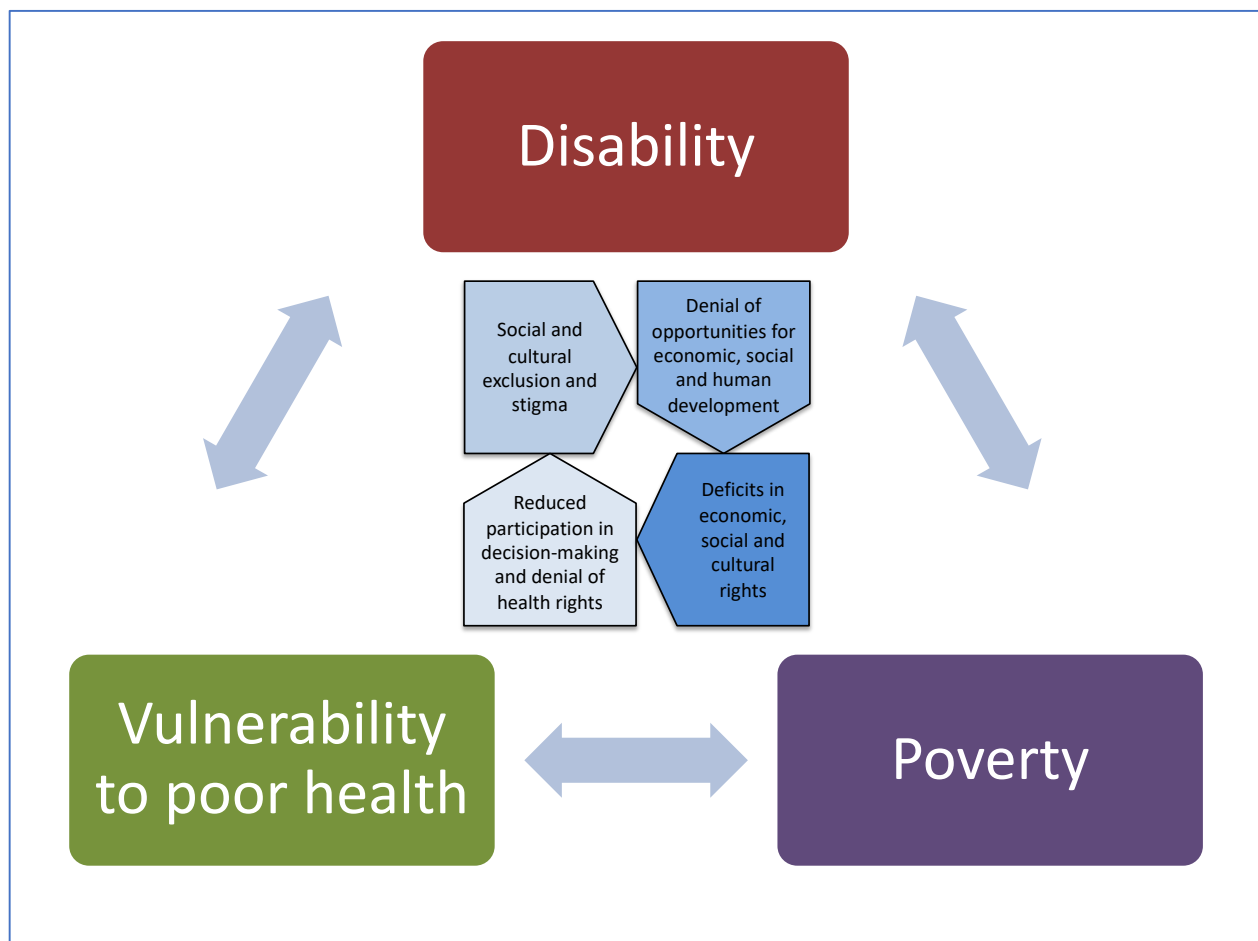 Disability
Social and
cultural
exclusion and
stigma
Denial of
opportunities for
economic, social
and human
development
Reduced
participation in
decision-making
and denial of
health rights
Deficits in
economic,
social and
cultural
rights
Vulnerability
to poor health
Poverty